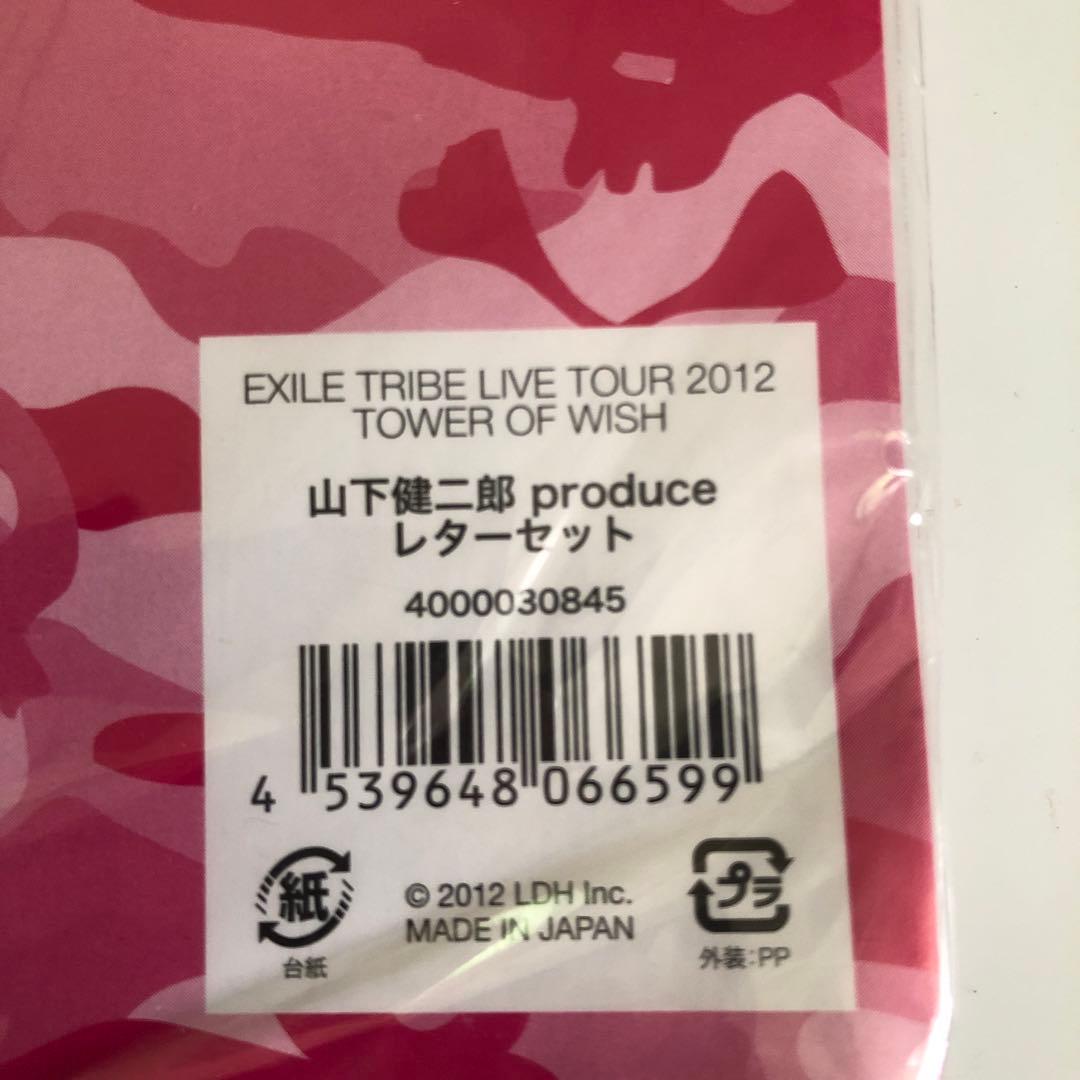 EXILE TRIBE LIVE TOUR 2012
TOWER OF WISH
山下健二郎 produce
レターセット
4000030845
4 539648 066599
紙
台紙
© 2012 LDH Inc.
MADE IN JAPAN
プラ
外装:PP